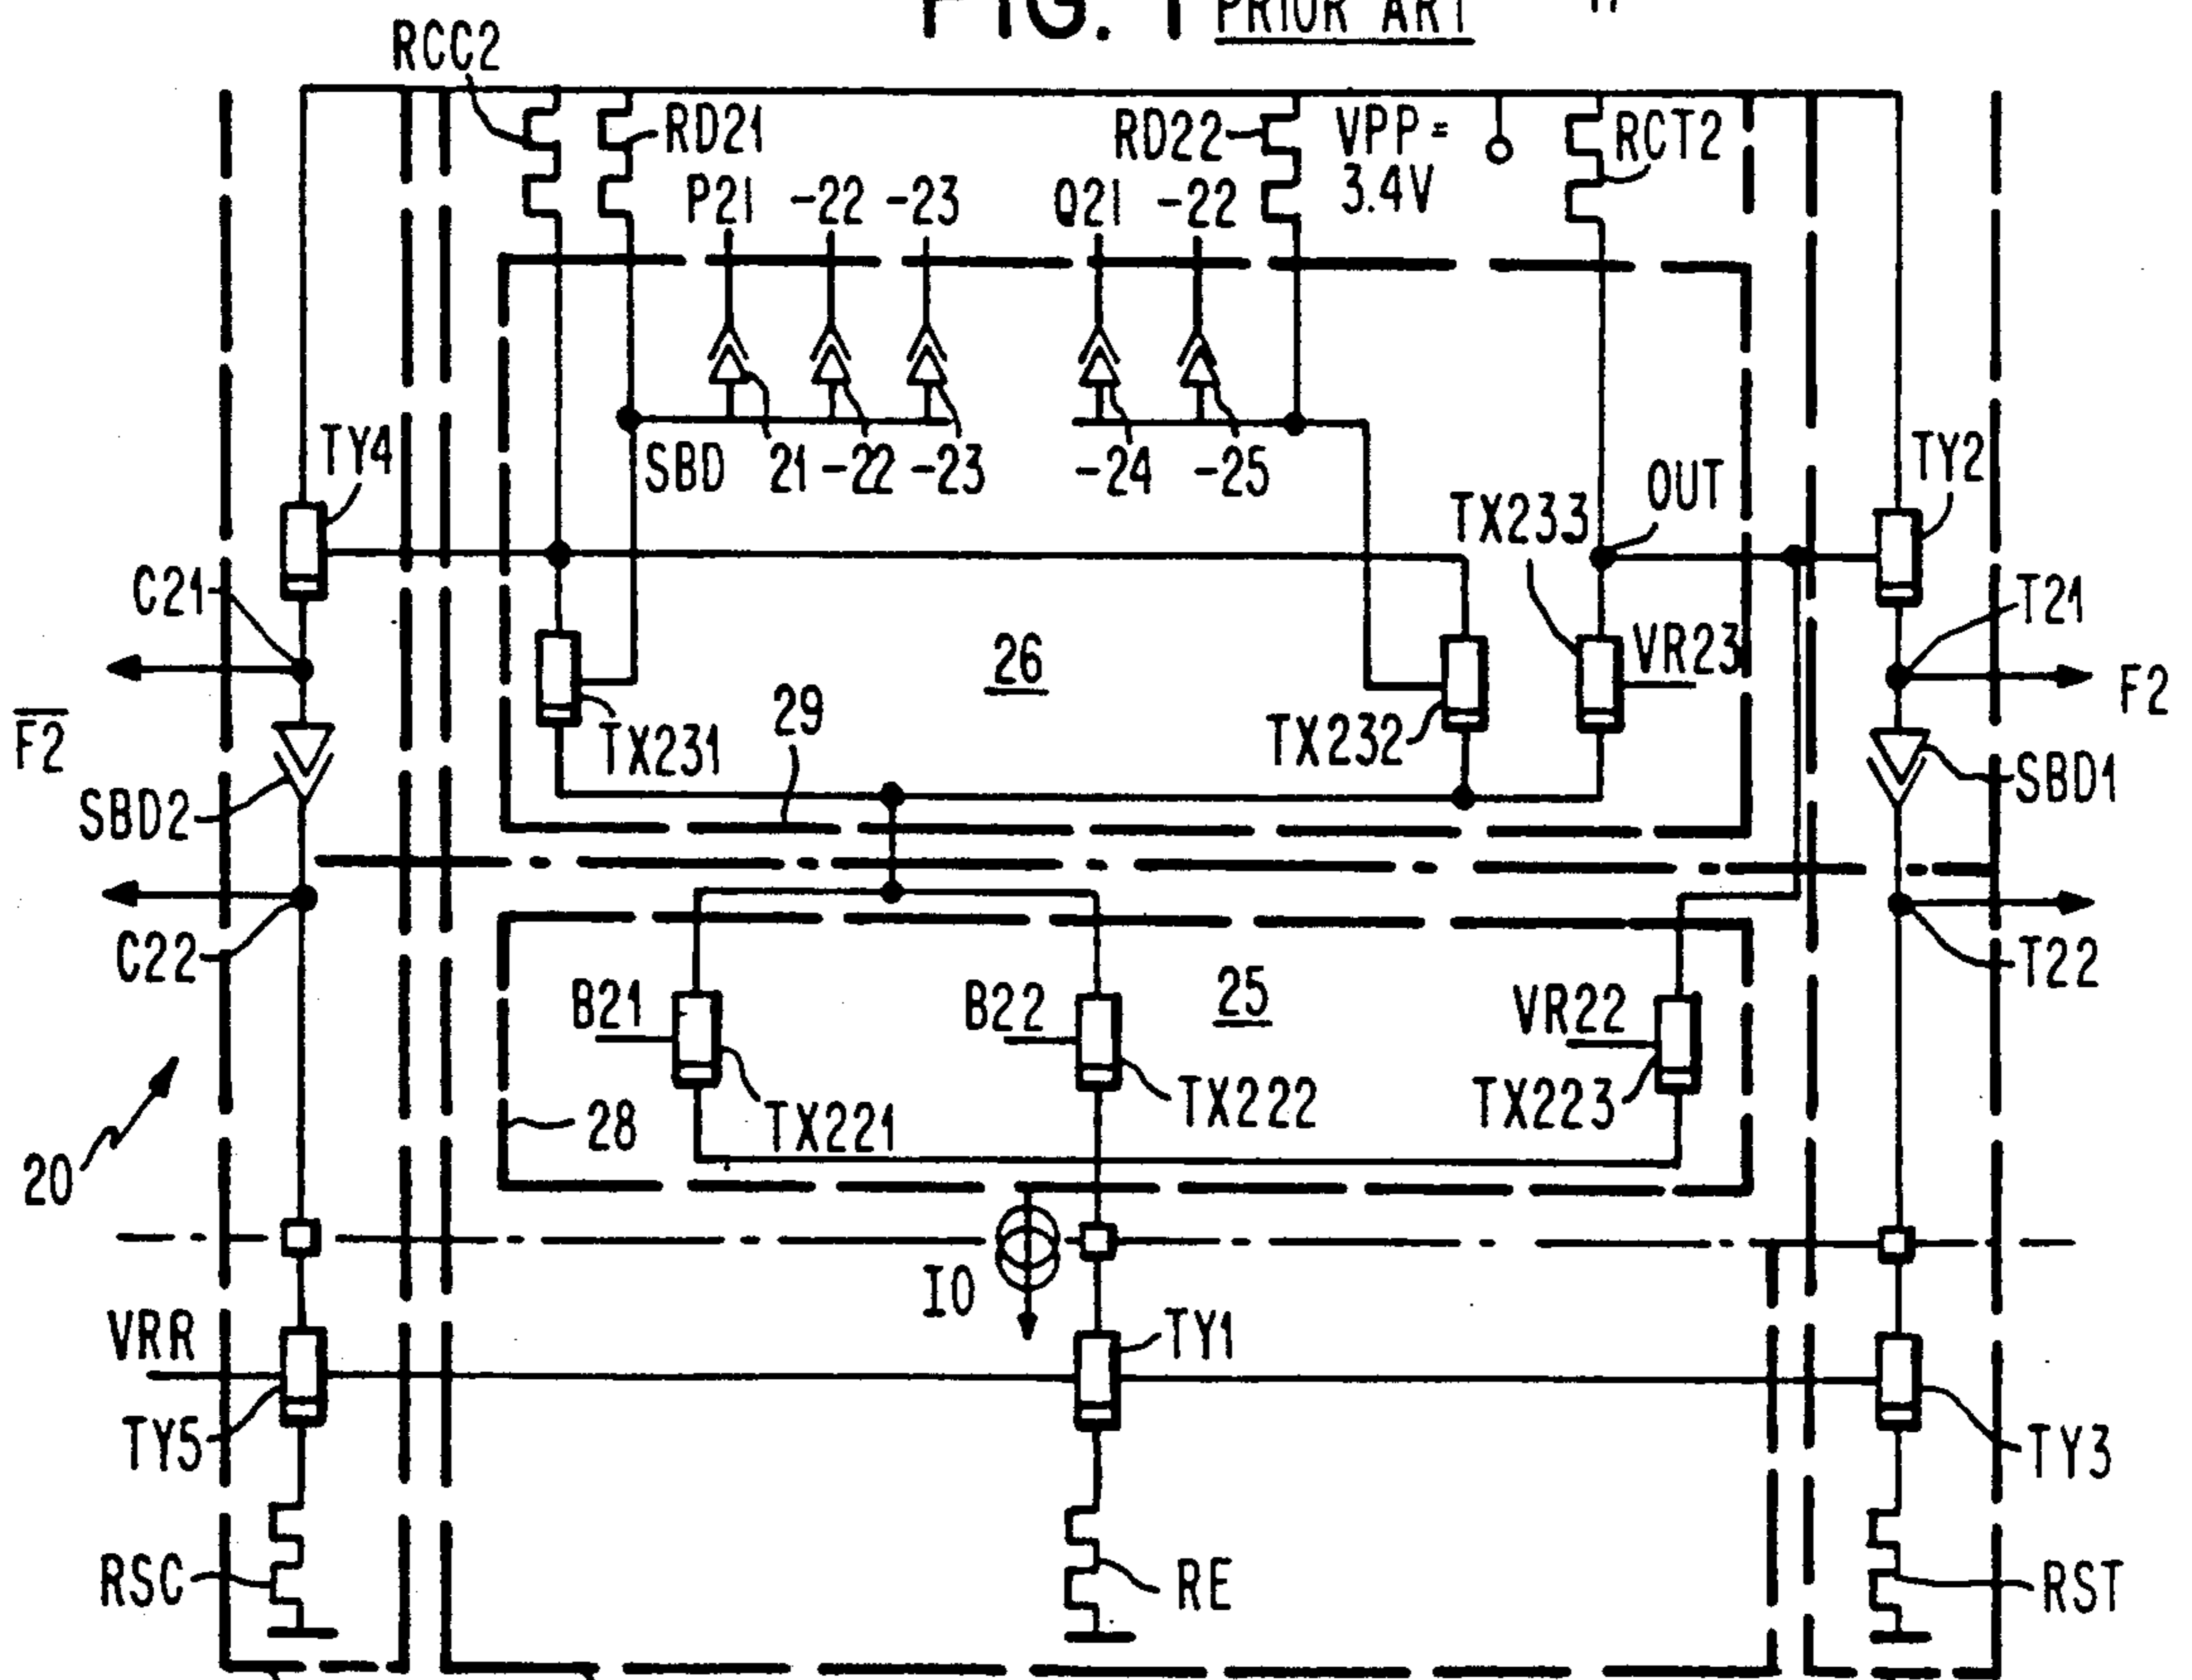 FIG. 1 PRIOR ART
RCC2
RD21
RD22
VPP =
3.4V
RCT2
P21 -22 -23
Q21 -22
TY4
SBD 21 -22 -23
-24 -25
TX233
OUT
TY2
C21
T21
26
VR23
F2
F2
29
TX231
TX232
SBD2
SBD1
C22
T22
B21
B22
25
VR22
28
TX221
TX222
TX223
20
IO
VRR
TY1
TY5
TY3
RSC
RE
RST